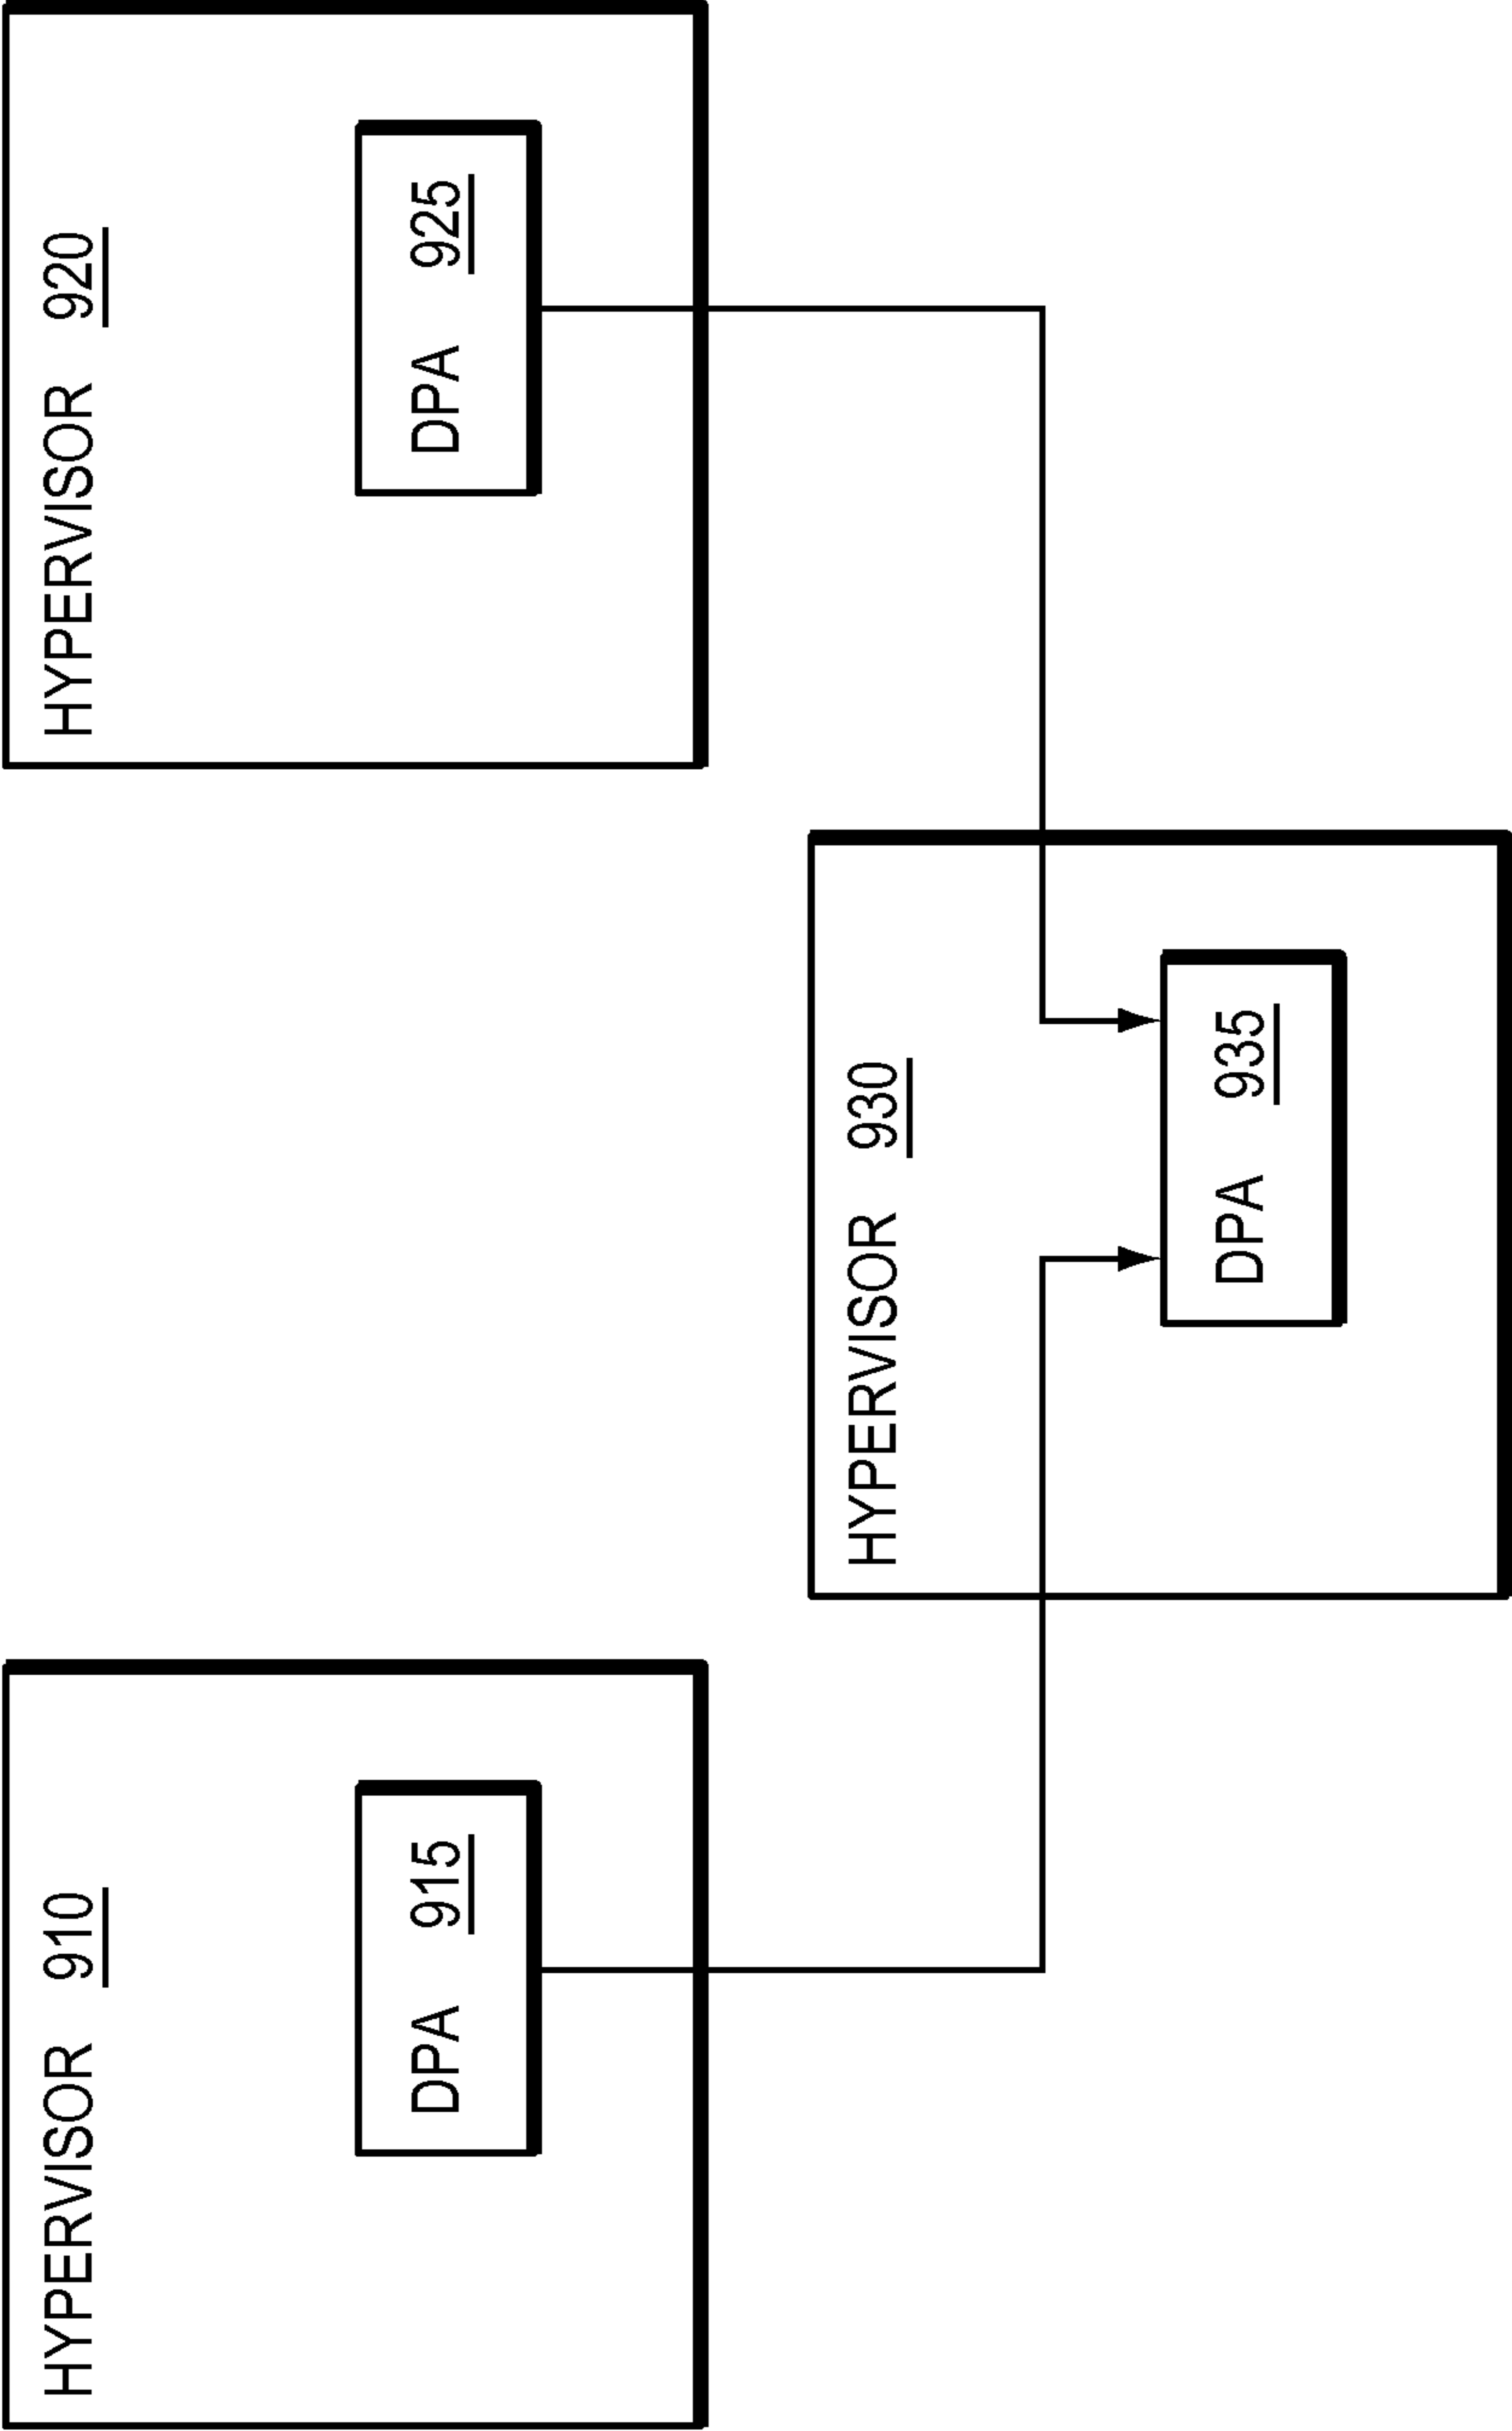 HYPERVISOR 910
DPA 915
HYPERVISOR 920
DPA 925
HYPERVISOR 930
DPA 935